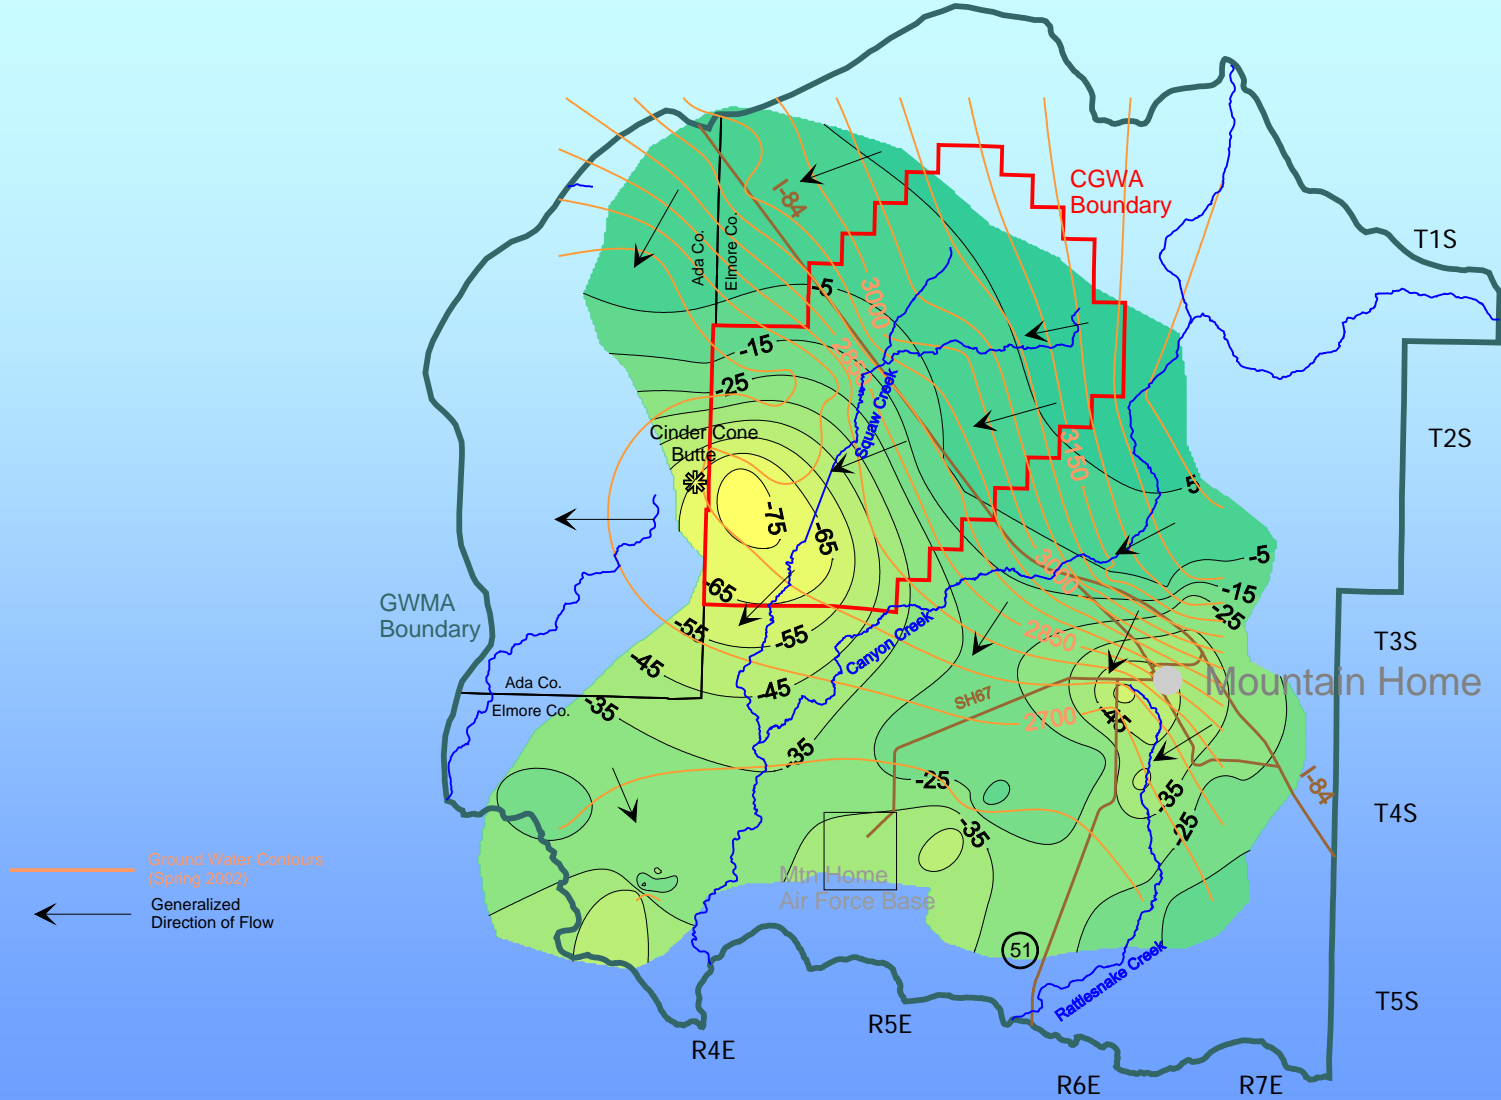 CGWA
Boundary
I-84
T1S
Ada Co.
Elmore Co.
-5
3000
-15
2850
-25
Squaw Creek
T2S
Cinder Cone
Butte
3150
5
-75
-65
-5
3000
-15
-65
-25
GWMA
Boundary
-55
-55
Canyon Creek
2850
T3S
-45
-45
Mountain Home
Ada Co.
Elmore Co.
-35
SH67
2700
-45
-35
-25
I-84
-35
T4S
-35
-25
Ground Water Contours
(Spring 2002)
Mtn Home
Air Force Base
Generalized
Direction of Flow
51
Rattlesnake Creek
T5S
R5E
R4E
R6E
R7E